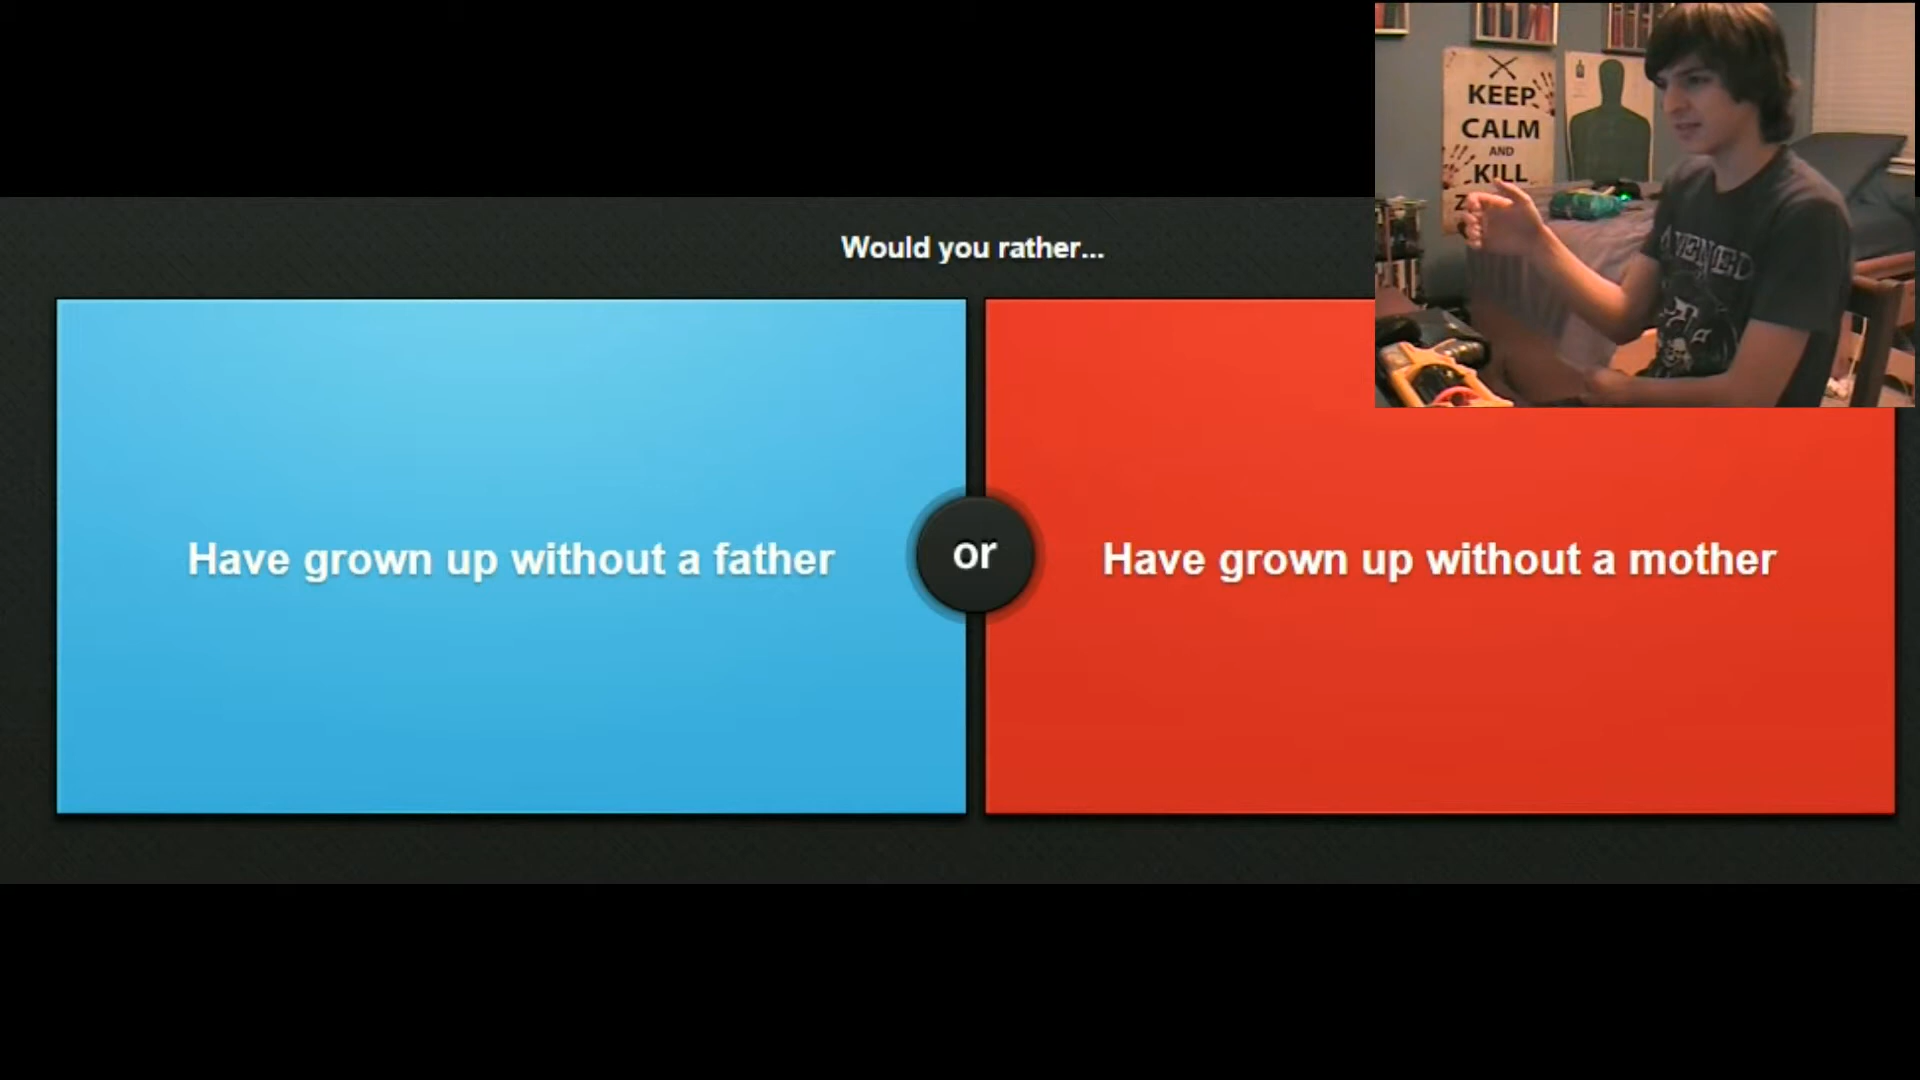 KEEP
CALM
AND
KILL
Would you rather...
Have grown up without a father
or
Have grown up without a mother